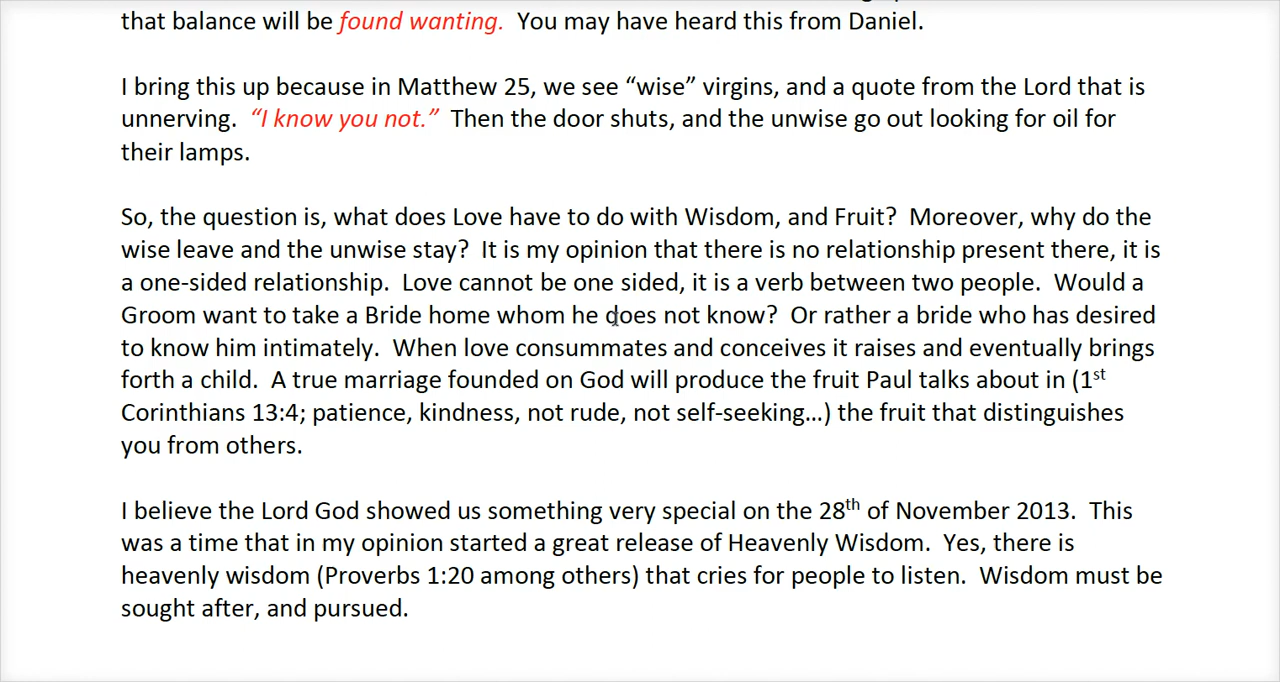 that balance will be found wanting.  You may have heard this from Daniel.
I bring this up because in Matthew 25, we see “wise” virgins, and a quote from the Lord that is
unnerving.  “I know you not.”  Then the door shuts, and the unwise go out looking for oil for
their lamps.
So, the question is, what does Love have to do with Wisdom, and Fruit?  Moreover, why do the
wise leave and the unwise stay?  It is my opinion that there is no relationship present there, it is
a one-sided relationship.  Love cannot be one sided, it is a verb between two people.  Would a
Groom want to take a Bride home whom he does not know?  Or rather a bride who has desired
to know him intimately.  When love consummates and conceives it raises and eventually brings
forth a child.  A true marriage founded on God will produce the fruit Paul talks about in (1st
Corinthians 13:4; patience, kindness, not rude, not self-seeking…) the fruit that distinguishes
you from others.
I believe the Lord God showed us something very special on the 28th of November 2013.  This
was a time that in my opinion started a great release of Heavenly Wisdom.  Yes, there is
heavenly wisdom (Proverbs 1:20 among others) that cries for people to listen.  Wisdom must be
sought after, and pursued.